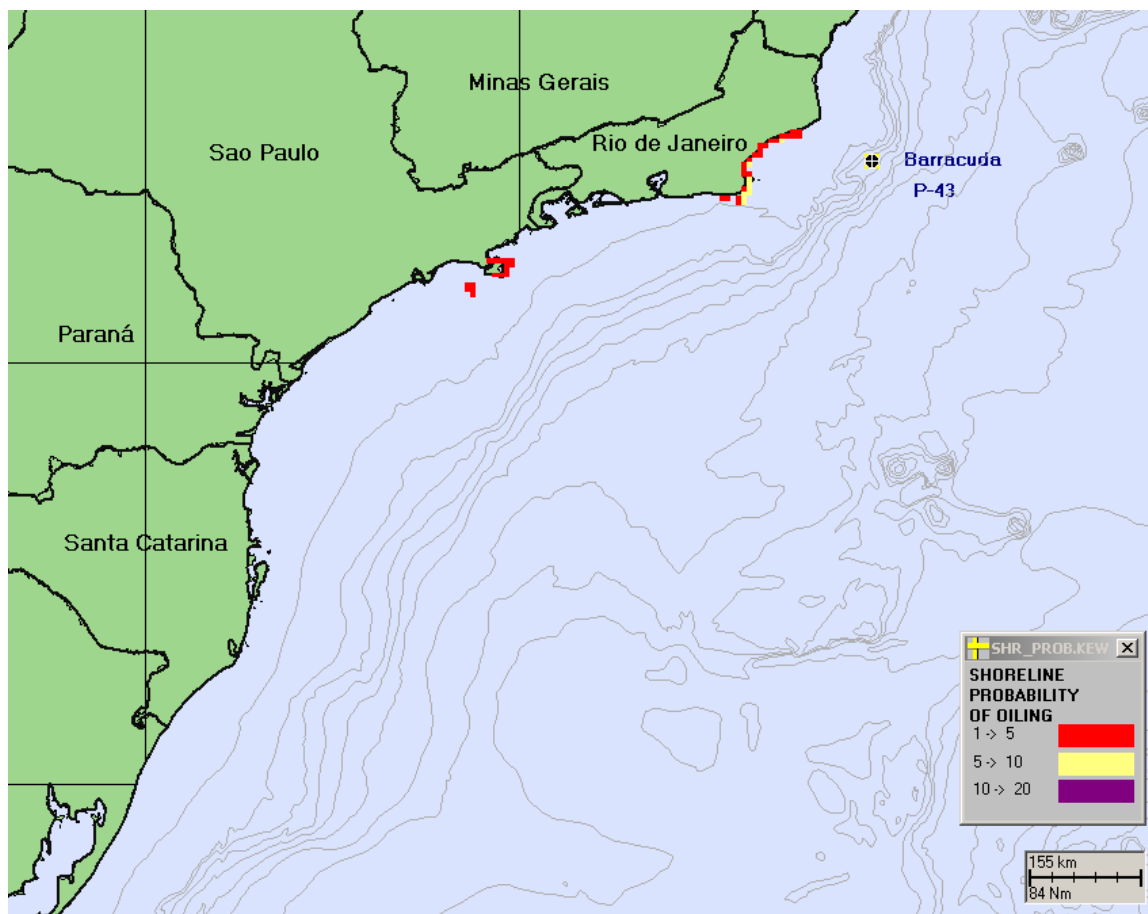 Minas Gerais
Sao Paulo
Rio de Janeiro
Barracuda
P-43
Paraná
Santa Catarina
SHR_PROB.KEW
SHORELINE
PROBABILITY
OF OILING
1 -> 5
5 -> 10
10 -> 20
155 km
84 Nm